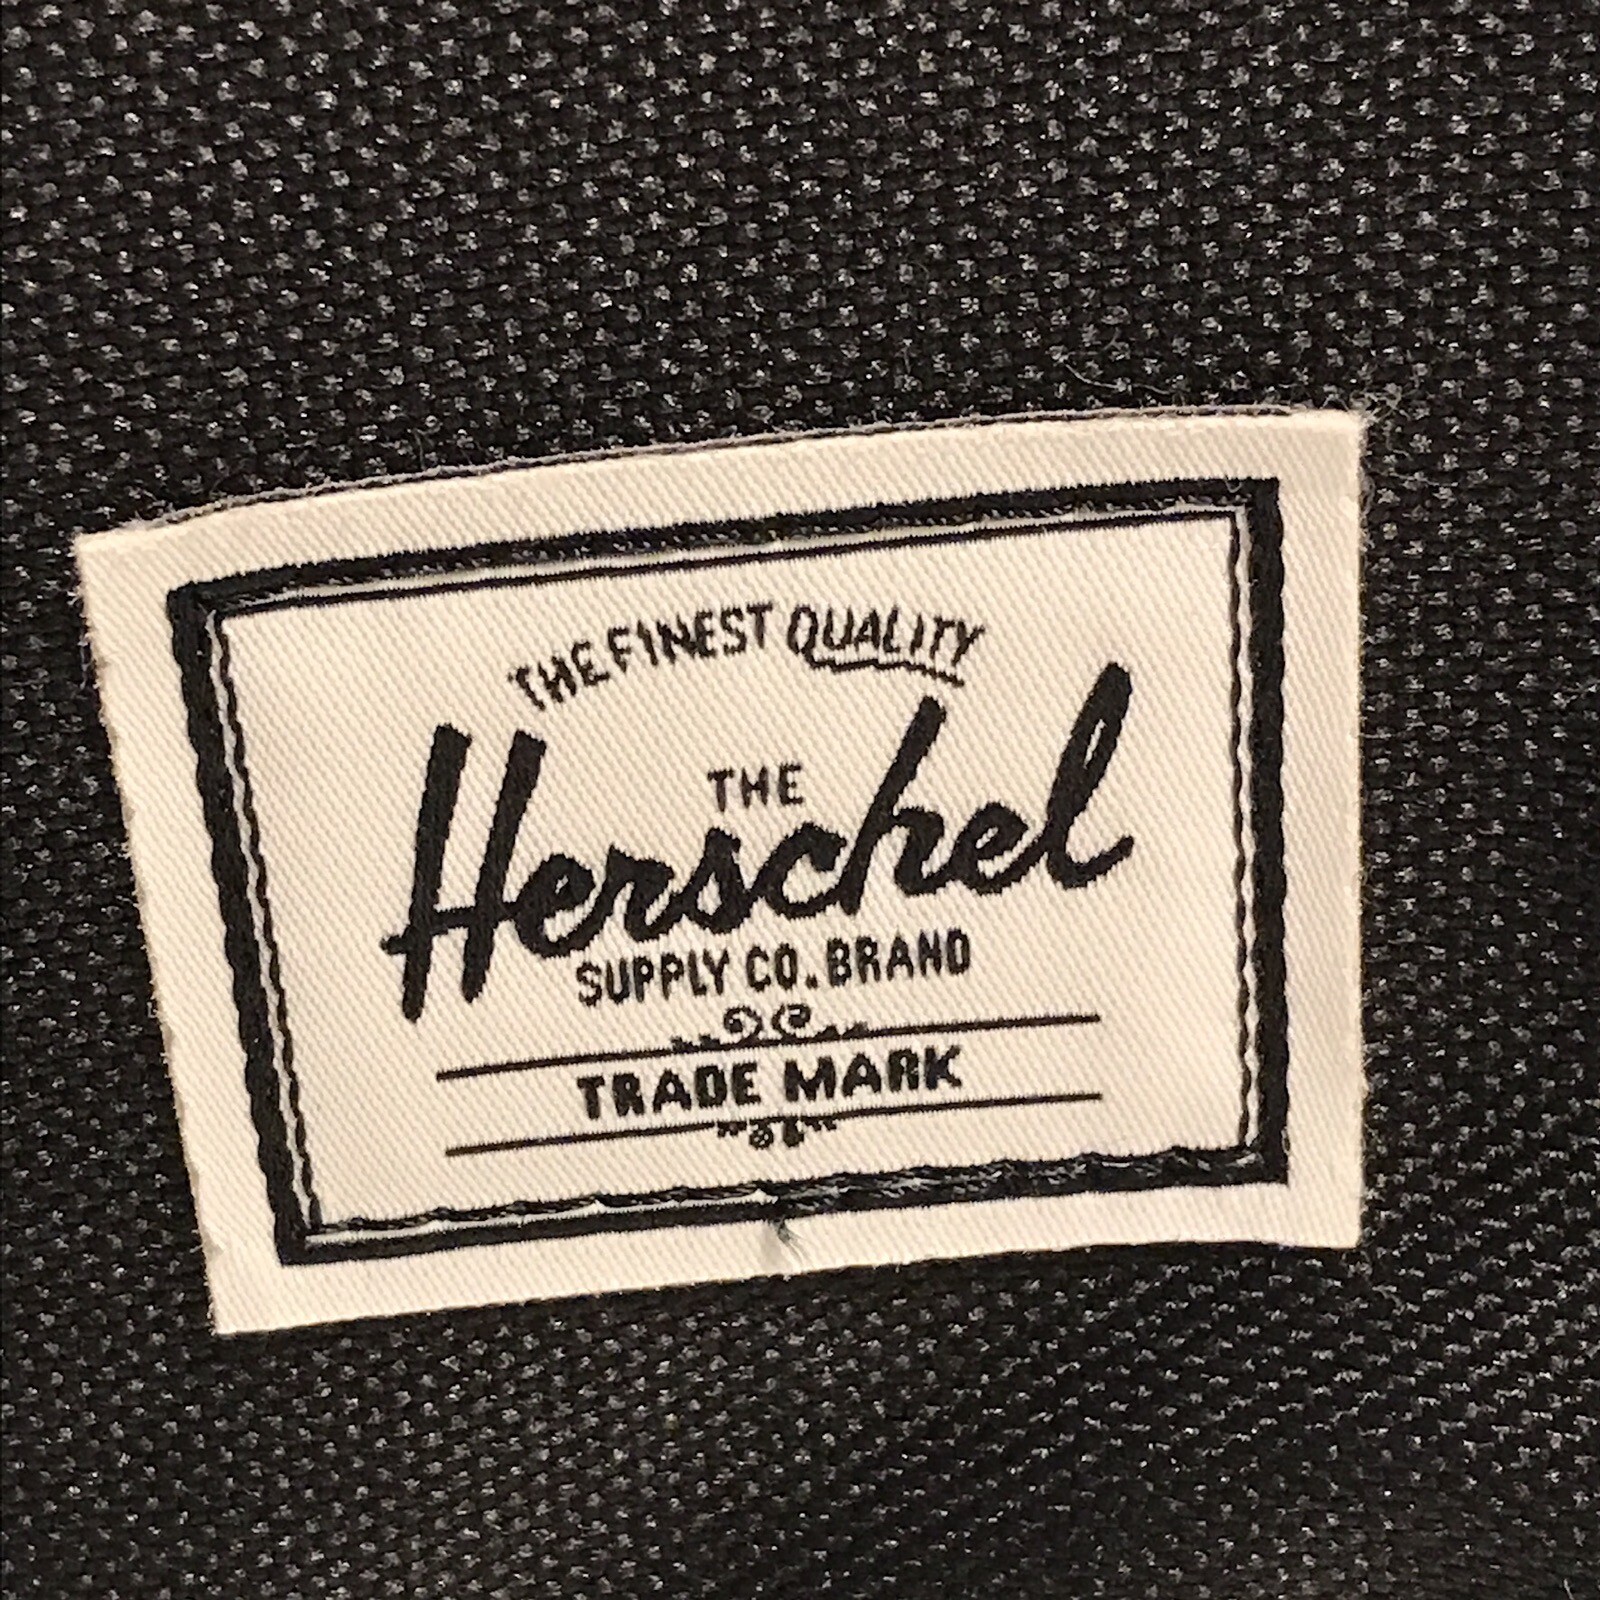 THE FINEST QUALITY
THE
Herschel
SUPPLY CO. BRAND
TRADE MARK